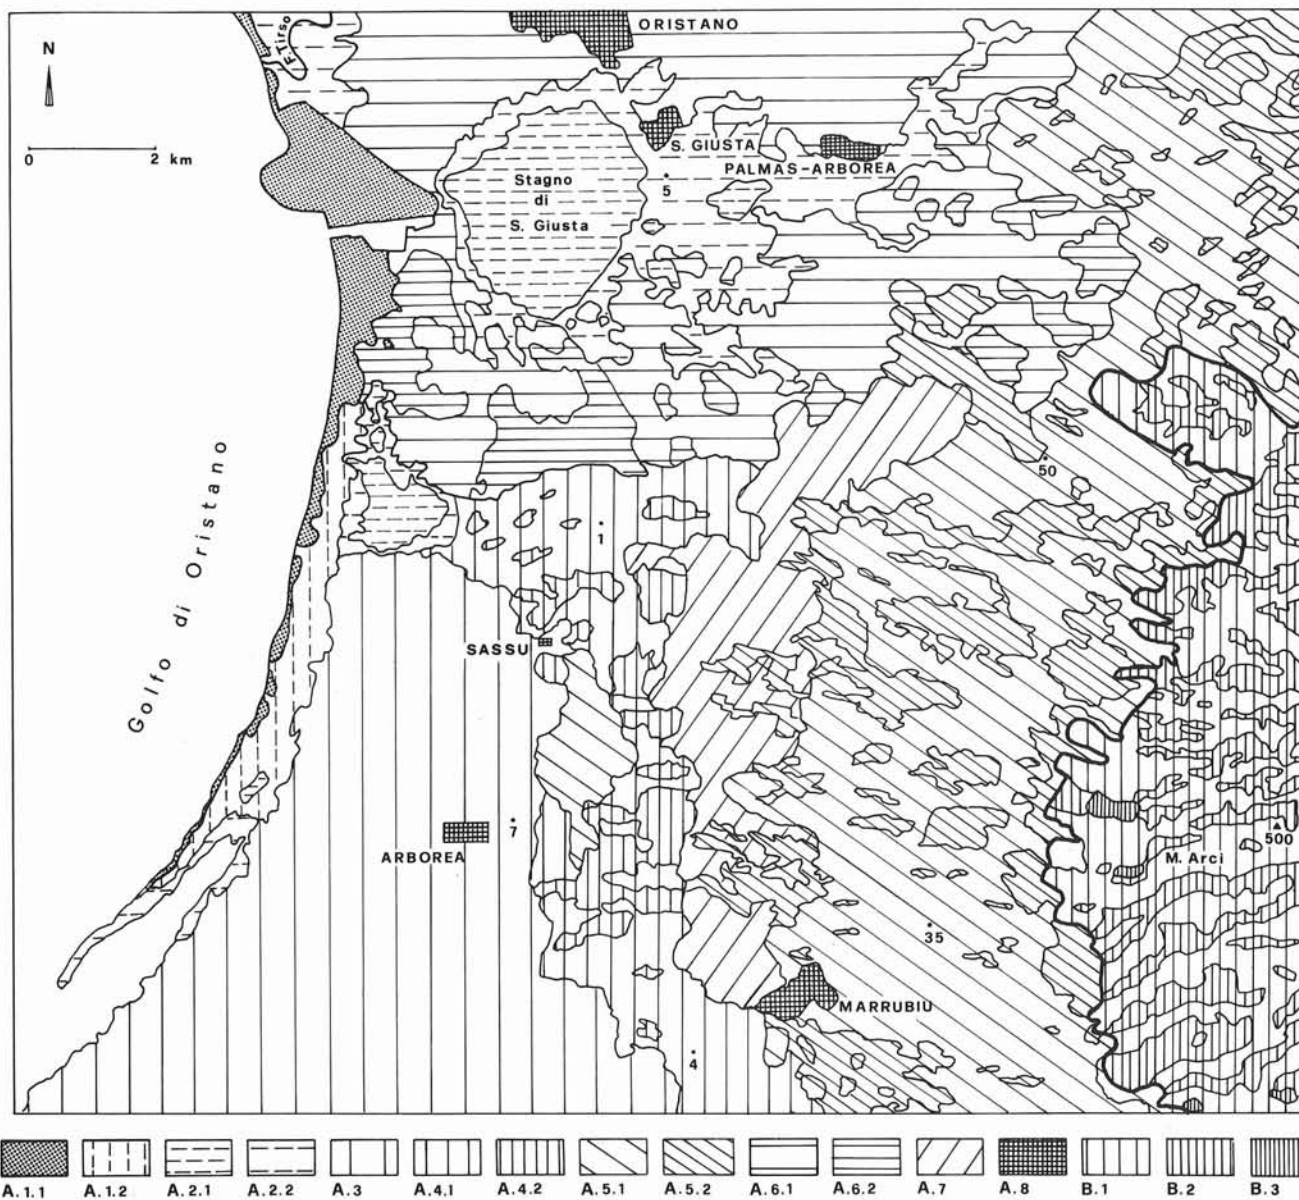 ORISTANO
F. Tirso
N
0 2 km
S. GIUSTA
PALMAS-ARBOREA
Stagno
di
S. Giusta
5
50
Golfo di Oristano
1
SASSU
7
ARBOREA
M. Arci
500
35
MARRUBIU
4
A.1.1 A.1.2 A.2.1 A.2.2 A.3 A.4.1 A.4.2 A.5.1 A.5.2 A.6.1 A.6.2 A.7 A.8 B.1 B.2 B.3